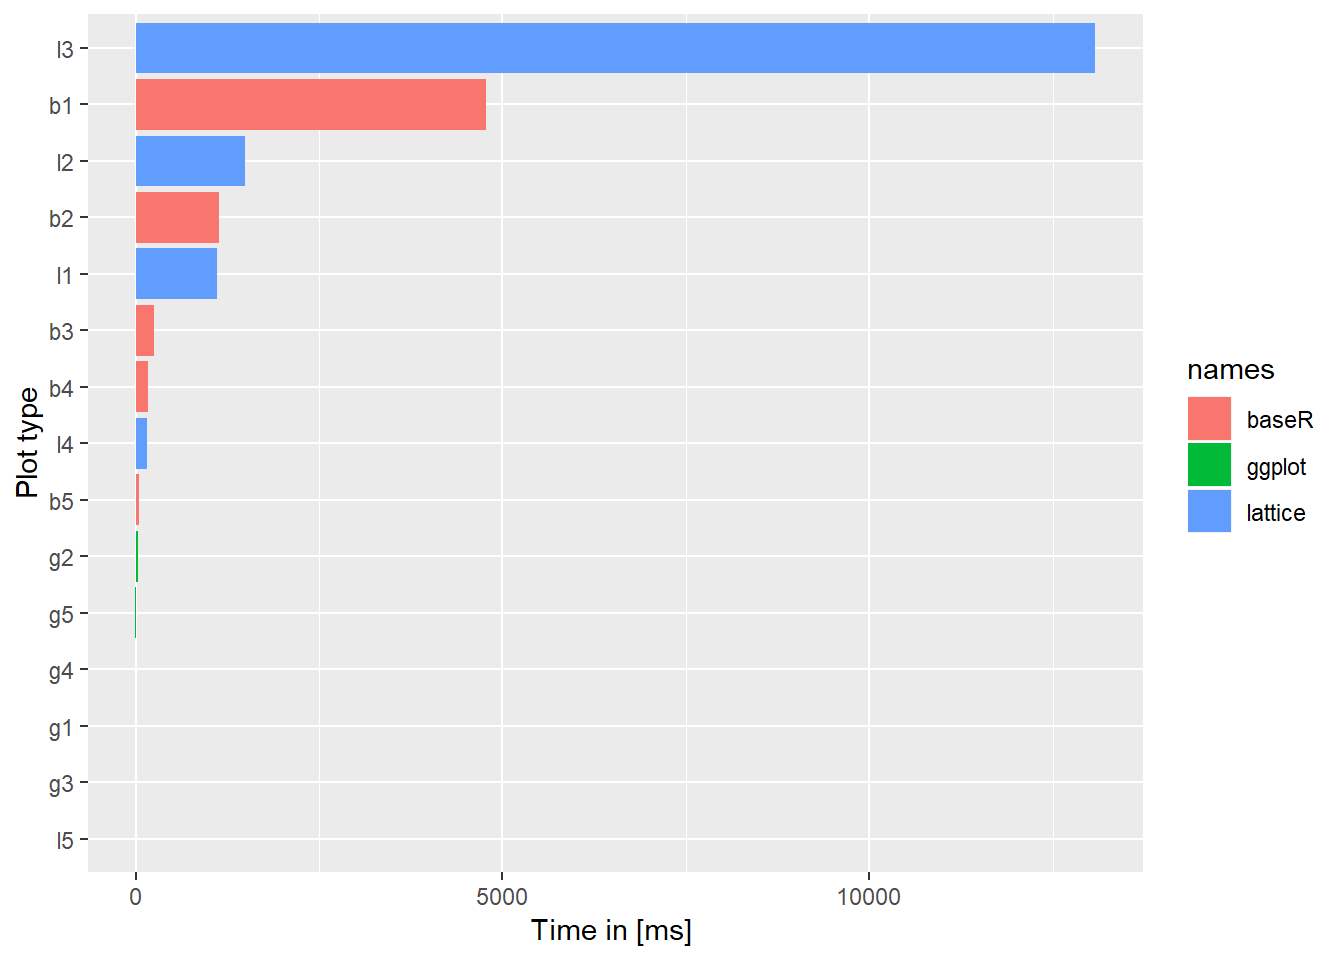 l3
b1
l2
b2
l1
b3
b4
l4
b5
g2
g5
g4
g1
g3
l5
Plot type
0 5000 10000
Time in [ms]
names
baseR
ggplot
lattice